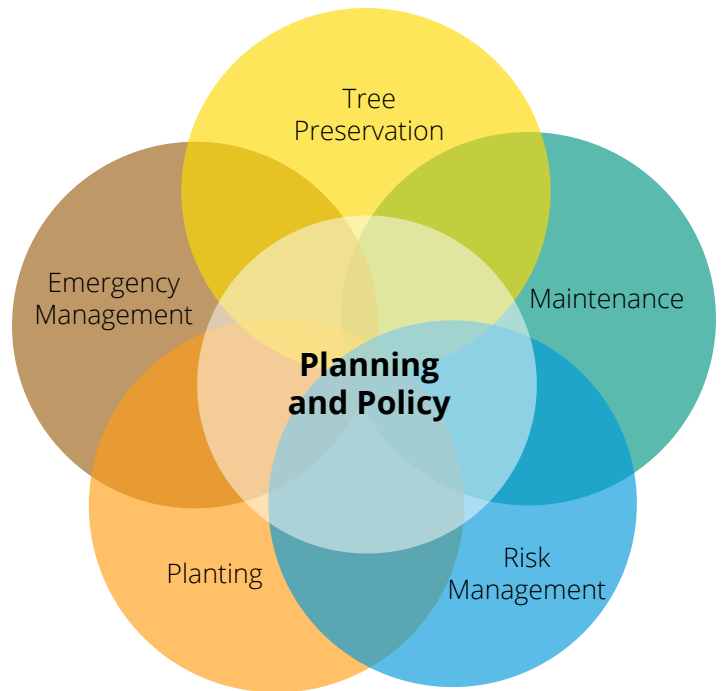 Tree
Preservation
Emergency
Management
Maintenance
Planning
and Policy
Planting
Risk
Management